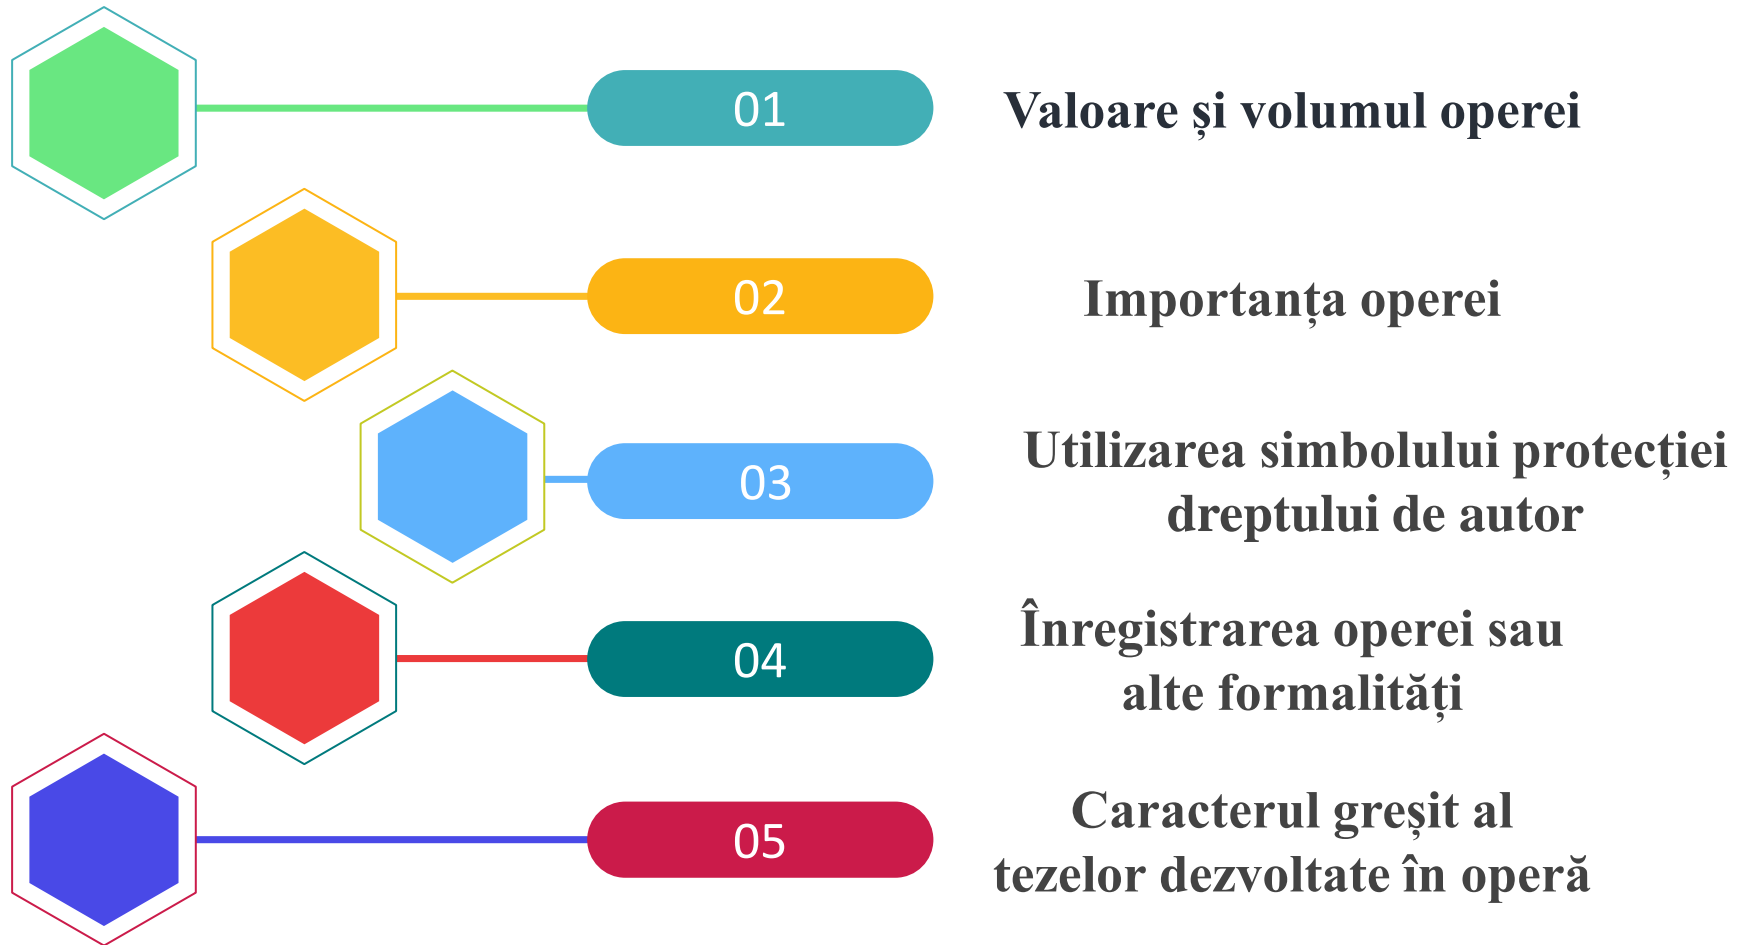 01
Valoare și volumul operei
02
Importanța operei
03
Utilizarea simbolului protecției
dreptului de autor
04
Înregistrarea operei sau
alte formalități
05
Caracterul greșit al
tezelor dezvoltate în operă